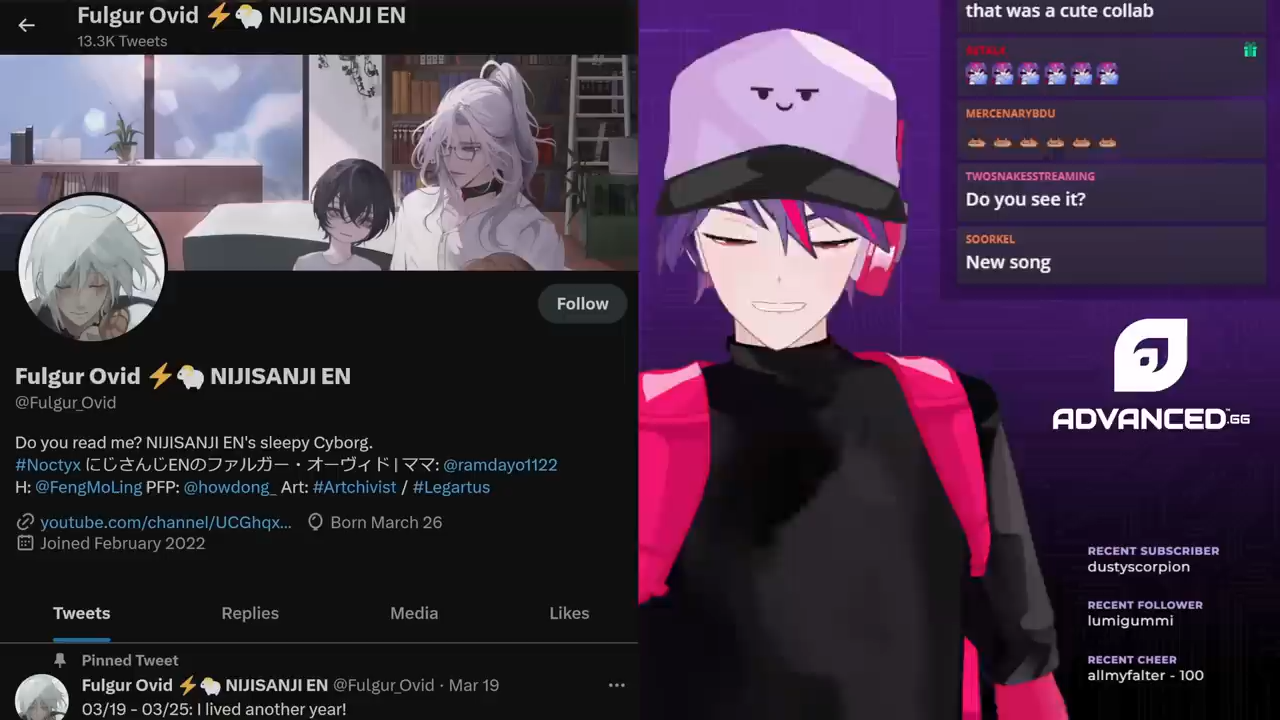 Fulgur Ovid ⚡🐑 NIJISANJI EN
13.3K Tweets
Follow
Fulgur Ovid ⚡🐑 NIJISANJI EN
@Fulgur_Ovid
Do you read me? NIJISANJI EN's sleepy Cyborg.
#Noctyx にじさんじENのファルガー・オーヴィド | ママ: @ramdayo1122
H: @FengMoLing PFP: @howdong_ Art: #Artchivist / #Legartus
youtube.com/channel/UCGhqx... Born March 26
Joined February 2022
Tweets Replies Media Likes
Pinned Tweet
Fulgur Ovid ⚡🐑 NIJISANJI EN @Fulgur_Ovid · Mar 19 ...
03/19 - 03/25: I lived another year!
that was a cute collab
MERCENARYBDU
TWOSNAKESSTREAMING
Do you see it?
SOORKEL
New song
ADVANCED.GG
RECENT SUBSCRIBER
dustyscorpion
RECENT FOLLOWER
lumigummi
RECENT CHEER
allmyfalter - 100